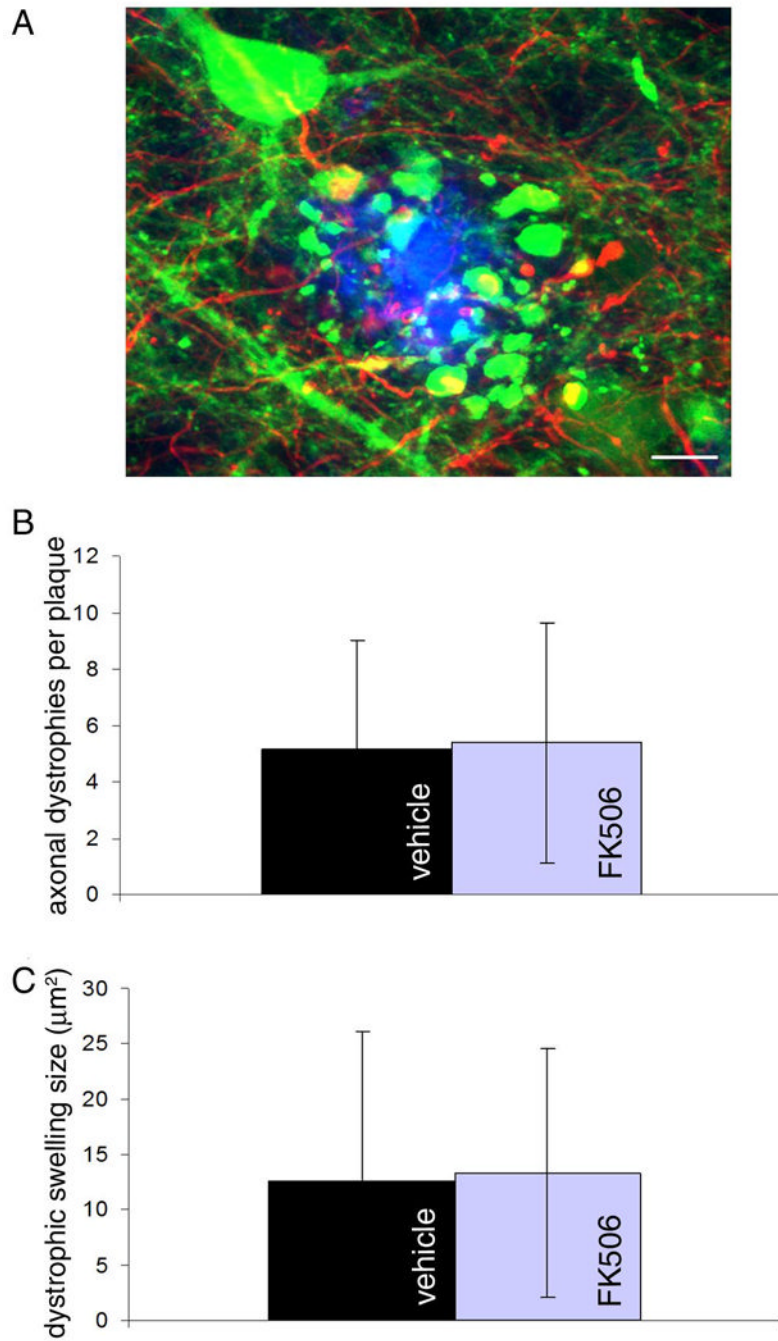 A
B
axonal dystrophies per plaque
12
10
8
6
4
2
0
vehicle
FK506
C
dystrophic swelling size (µm²)
30
25
20
15
10
5
0
vehicle
FK506